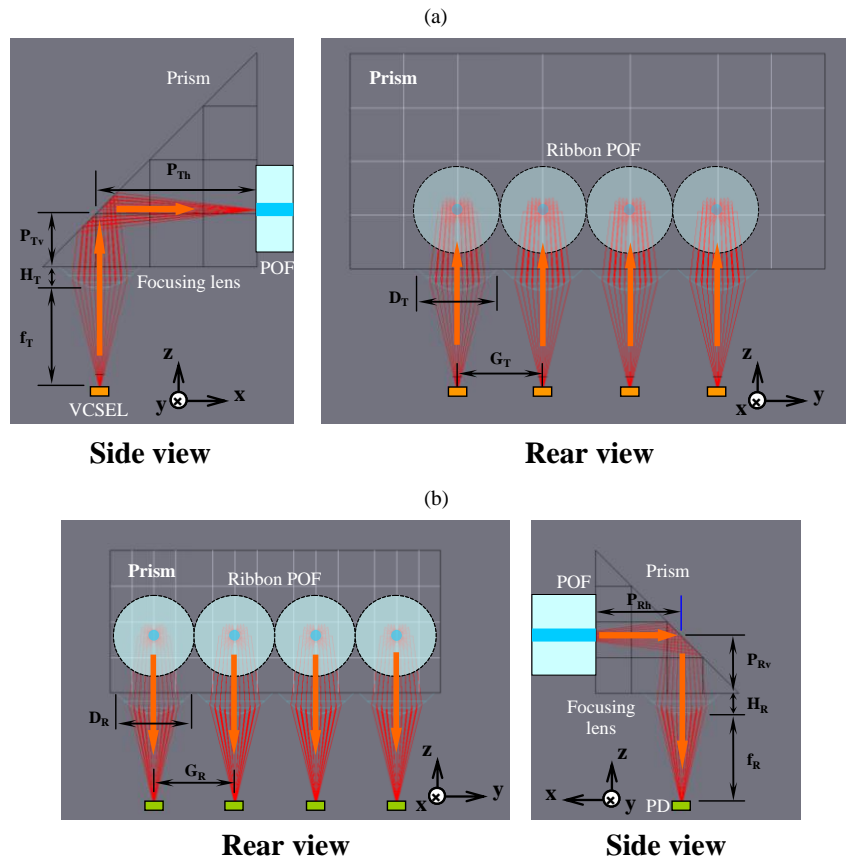 (a)
Prism
P_Th
P_Tv
H_T
f_T
Focusing lens
POF
VCSEL
z
y
x
Side view
Prism
Ribbon POF
D_T
G_T
z
x
y
Rear view
(b)
Prism
Ribbon POF
D_R
G_R
z
x
y
Rear view
POF
Prism
P_Rh
P_Rv
H_R
f_R
Focusing
lens
z
x
y
PD
Side view